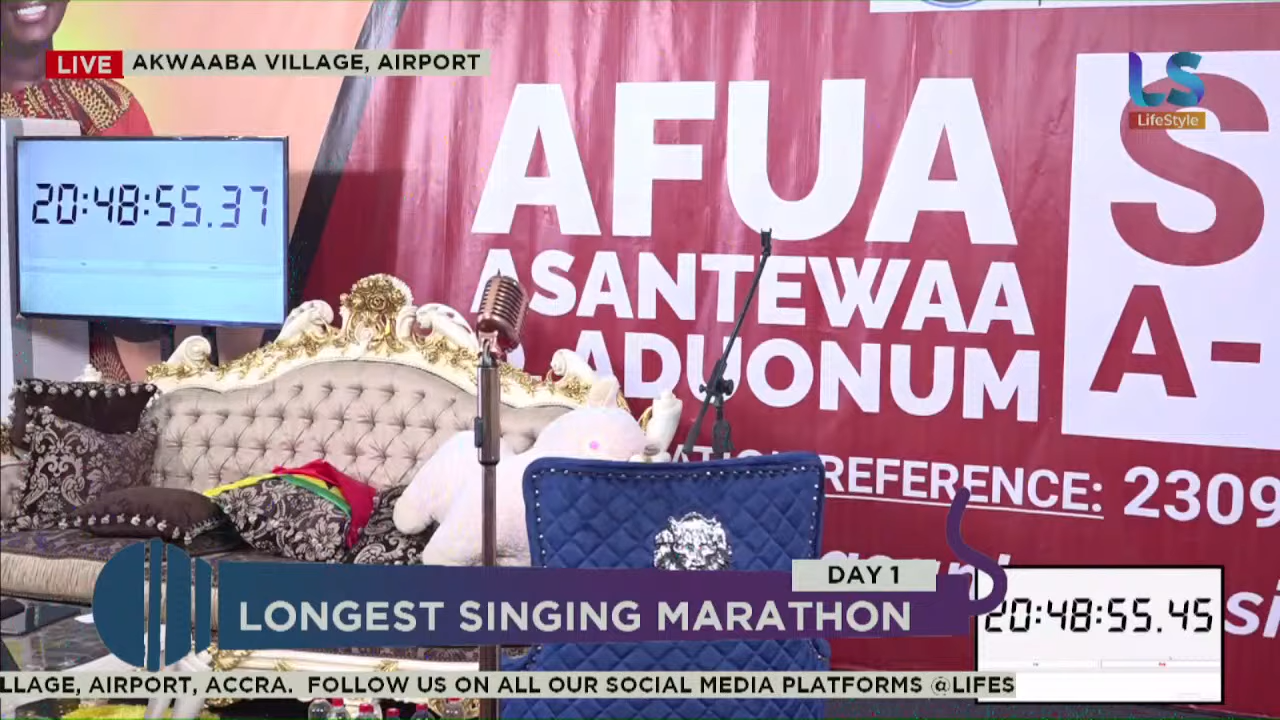 LIVE AKWAABA VILLAGE, AIRPORT
LS
LifeStyle
20:48:55.37
AFUA
ASANTEWAA
ADUONUM
S
A-
REFERENCE: 2309
DAY 1
LONGEST SINGING MARATHON
20:48:55.45
si
LLAGE, AIRPORT, ACCRA. FOLLOW US ON ALL OUR SOCIAL MEDIA PLATFORMS @LIFES